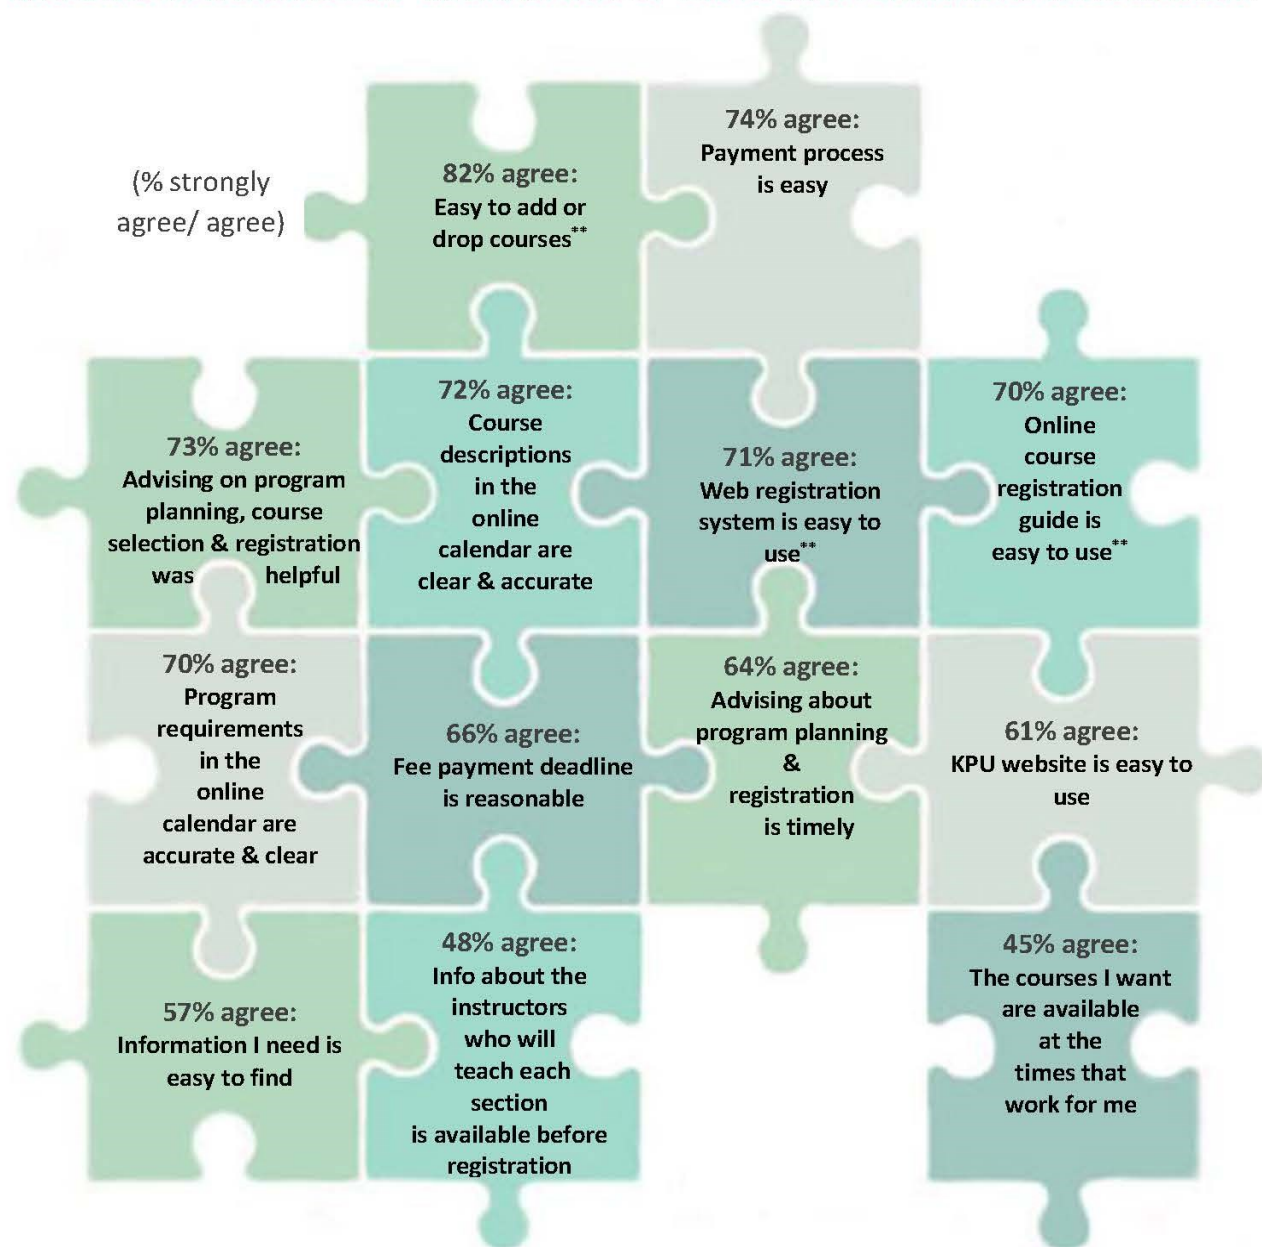 (% strongly
agree/ agree)
82% agree:
Easy to add or
drop courses**
74% agree:
Payment process
is easy
73% agree:
Advising on program
planning, course
selection & registration
was helpful
72% agree:
Course
descriptions
in the
online
calendar are
clear & accurate
71% agree:
Web registration
system is easy to
use**
70% agree:
Online
course
registration
guide is
easy to use**
70% agree:
Program
requirements
in the
online
calendar are
accurate & clear
66% agree:
Fee payment deadline
is reasonable
64% agree:
Advising about
program planning
&
registration
is timely
61% agree:
KPU website is easy to
use
57% agree:
Information I need is
easy to find
48% agree:
Info about the
instructors
who will
teach each
section
is available before
registration
45% agree:
The courses I want
are available
at the
times that
work for me